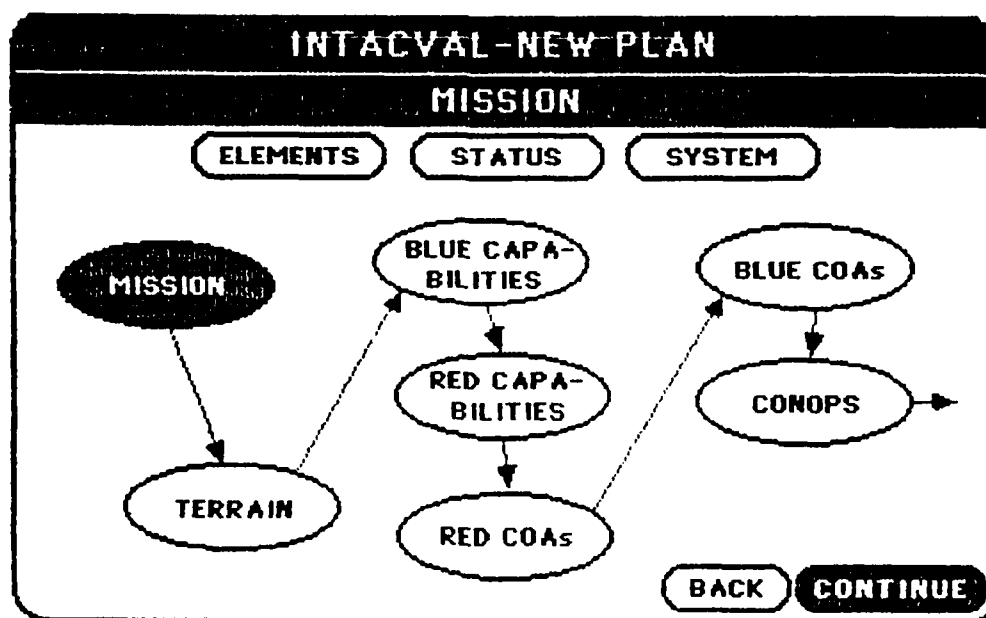 INTACVAL-NEW PLAN
MISSION
ELEMENTS STATUS SYSTEM
MISSION
TERRAIN
BLUE CAPA-
BILITIES
RED CAPA-
BILITIES
RED COAs
BLUE COAs
CONOPS
BACK CONTINUE